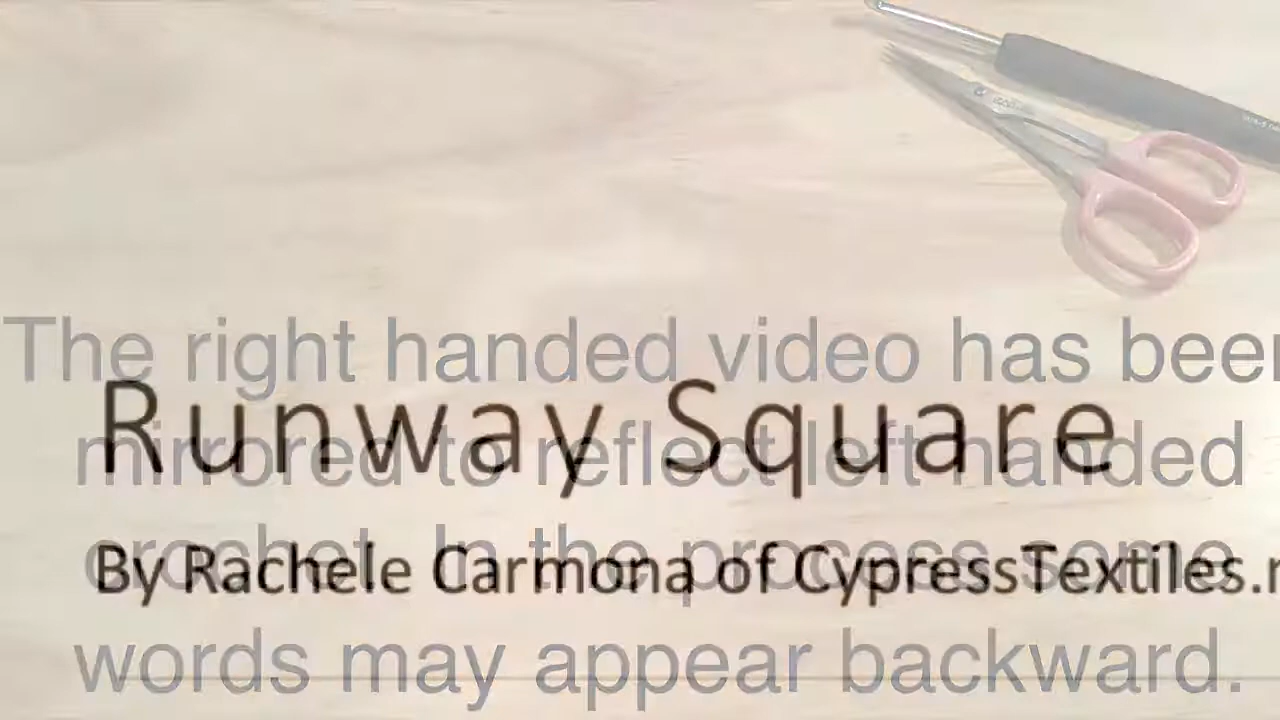 The right handed video has been
Runway Square
mirrored to reflect left handed
By Rachele Carmona of CypressTextiles.n
crochet. In the process some
words may appear backward.